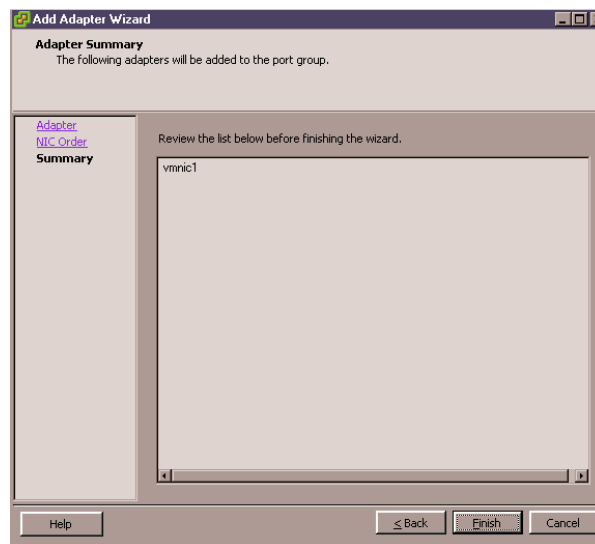 Add Adapter Wizard
Adapter Summary
The following adapters will be added to the port group.
Adapter
NIC Order
Summary
Review the list below before finishing the wizard.
vmnic1
Help
< Back
Finish
Cancel